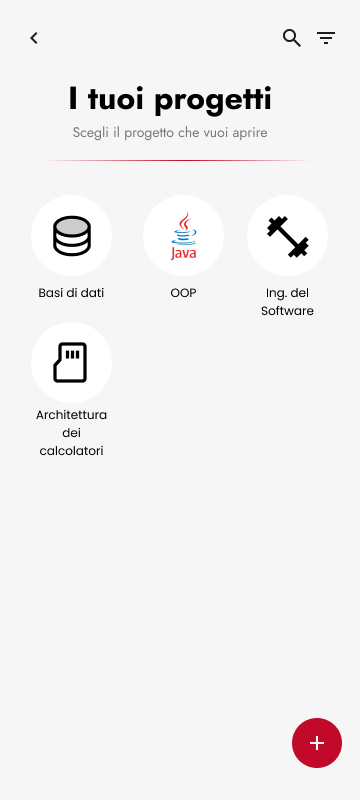 I tuoi progetti
Scegli il progetto che vuoi aprire
Java
Basi di dati
OOP
Ing. del
Software
Architettura
dei
calcolatori